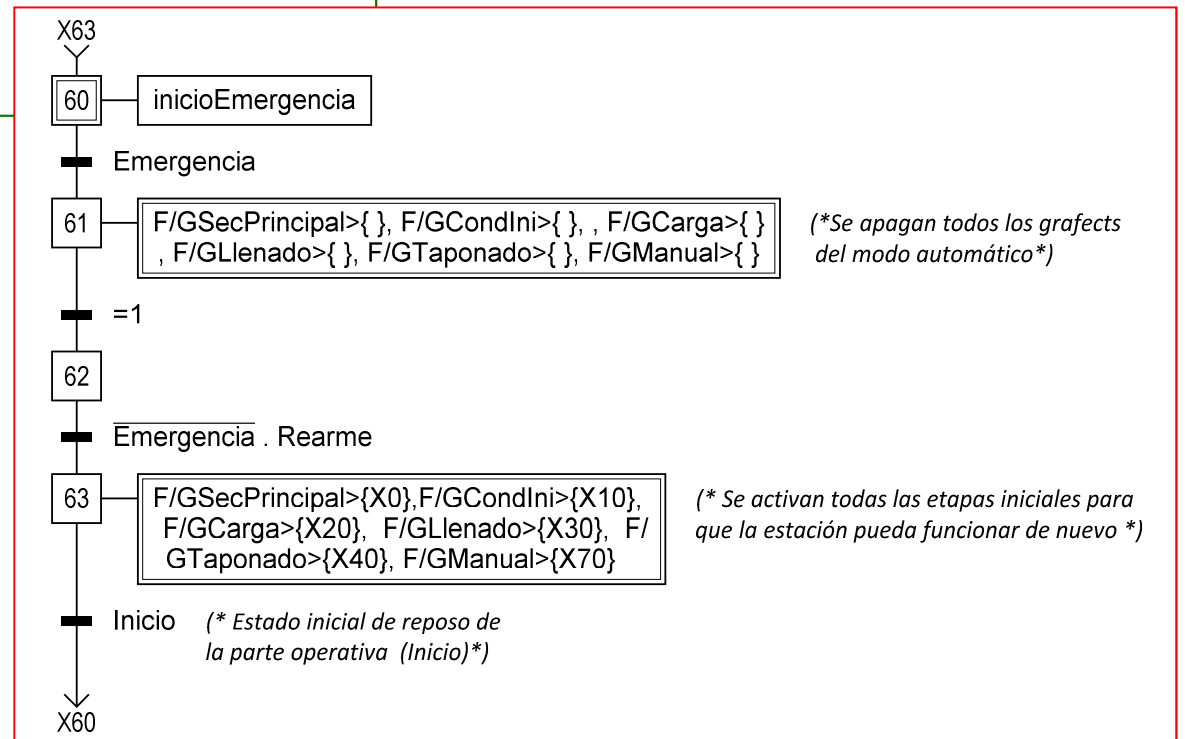 X63
60
inicioEmergencia
Emergencia
61
F/GSecPrincipal>{ }, F/GCondIni>{ }, , F/GCarga>{ }
, F/GLlenado>{ }, F/GTaponado>{ }, F/GManual>{ }
(*Se apagan todos los grafects
del modo automático*)
=1
62
Emergencia . Rearme
63
F/GSecPrincipal>{X0},F/GCondIni>{X10},
F/GCarga>{X20}, F/GLlenado>{X30}, F/
GTaponado>{X40}, F/GManual>{X70}
(* Se activan todas las etapas iniciales para
que la estación pueda funcionar de nuevo *)
Inicio
(* Estado inicial de reposo de
la parte operativa (Inicio)*)
X60